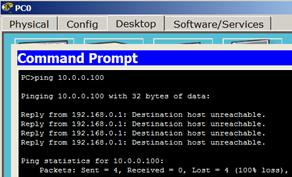 PC0
Physical Config Desktop Software/Services
Command Prompt
PC>ping 10.0.0.100
Pinging 10.0.0.100 with 32 bytes of data:
Reply from 192.168.0.1: Destination host unreachable.
Reply from 192.168.0.1: Destination host unreachable.
Reply from 192.168.0.1: Destination host unreachable.
Reply from 192.168.0.1: Destination host unreachable.
Ping statistics for 10.0.0.100:
Packets: Sent = 4, Received = 0, Lost = 4 (100% loss),